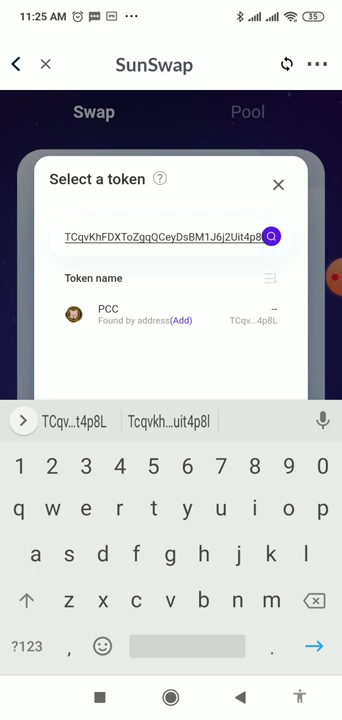 11:25 AM
35
SunSwap
Swap Pool
Select a token ?
TCqvKhFDXToZgqQCeyDsBM1J6j2Uit4p8
Token name
PCC --
Found by address(Add) TCqv...4p8L
TCqv...t4p8L Tcqvkh...uit4p8l
1 2 3 4 5 6 7 8 9 0
q w e r t y u i o p
a s d f g h j k l
z x c v b n m
?123 , .